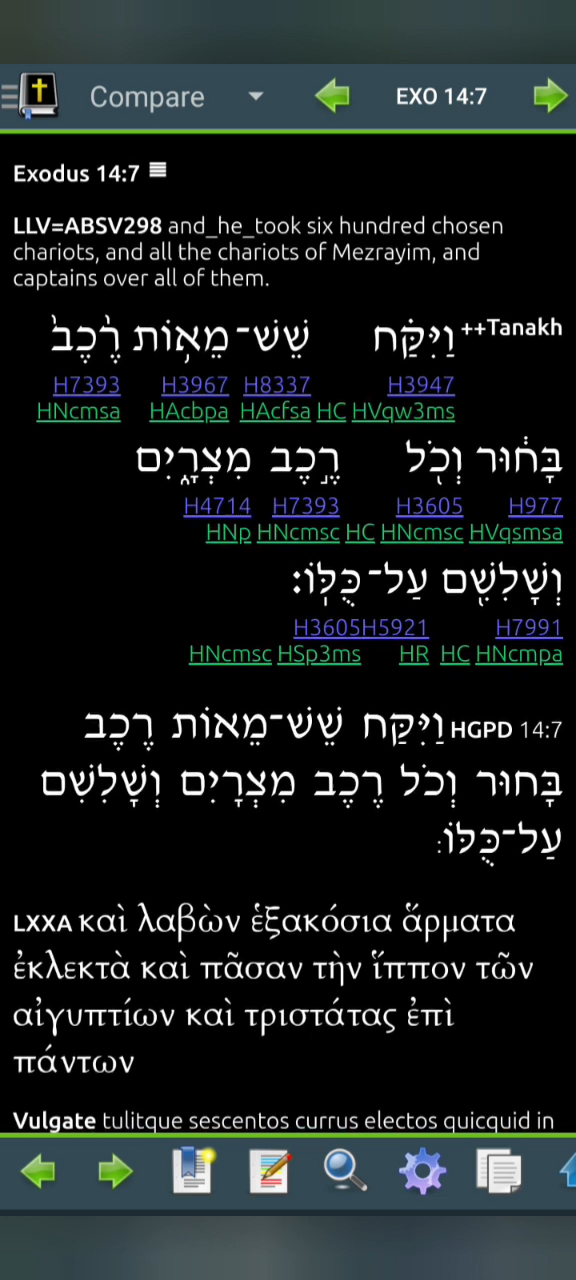 Compare
EXO 14:7
Exodus 14:7
LLV=ABSV298 and_he_took six hundred chosen
chariots, and all the chariots of Mezrayim, and
captains over all of them.
++Tanakh וַיִּקַּ֗ח שֵׁשׁ־מֵא֥וֹת רֶ֙כֶב֙
H7393 H3967 H8337 H3947
HNcmsa HAcbpa HAcfsa HC HVqw3ms
בָּח֔וּר וְכֹ֖ל רֶ֣כֶב מִצְרָ֑יִם
H4714 H7393 H3605 H977
HNp HNcmsc HC HNcmsc HVqsmsa
וְשָׁלִשִׁ֖ם עַל־כֻּלּֽוֹ׃
H3605H5921 H7991
HNcmsc HSp3ms HR HC HNcmpa
HGPD 14:7 וַיִּקַּח שֵׁשׁ־מֵאוֹת רֶכֶב
בָּחוּר וְכֹל רֶכֶב מִצְרָיִם וְשָׁלִשִׁם
עַל־כֻּלּוֹ׃
LXXA καὶ λαβὼν ἑξακόσια ἅρματα
ἐκλεκτὰ καὶ πᾶσαν τὴν ἵππον τῶν
αἰγυπτίων καὶ τριστάτας ἐπὶ
πάντων
Vulgate tulitque sescentos currus electos quicquid in